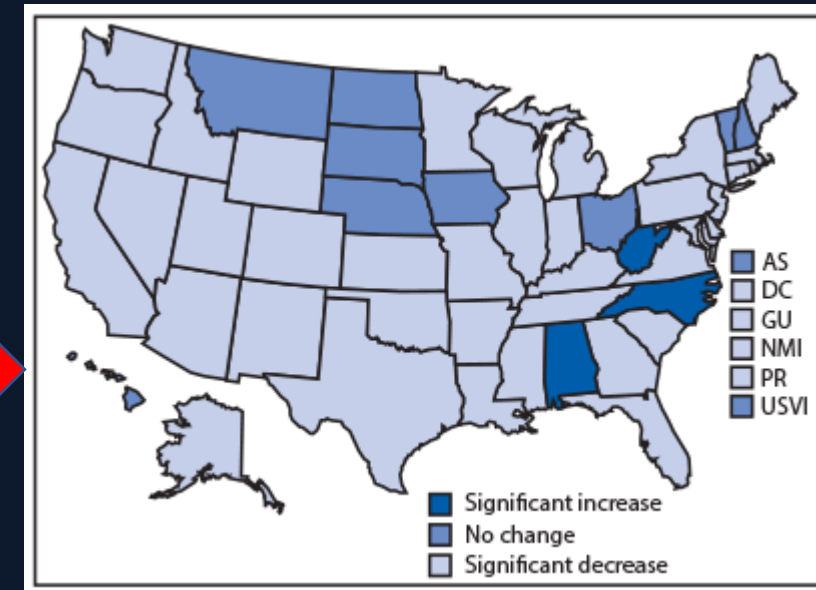 AS
DC
GU
NMI
PR
USVI
Significant increase
No change
Significant decrease